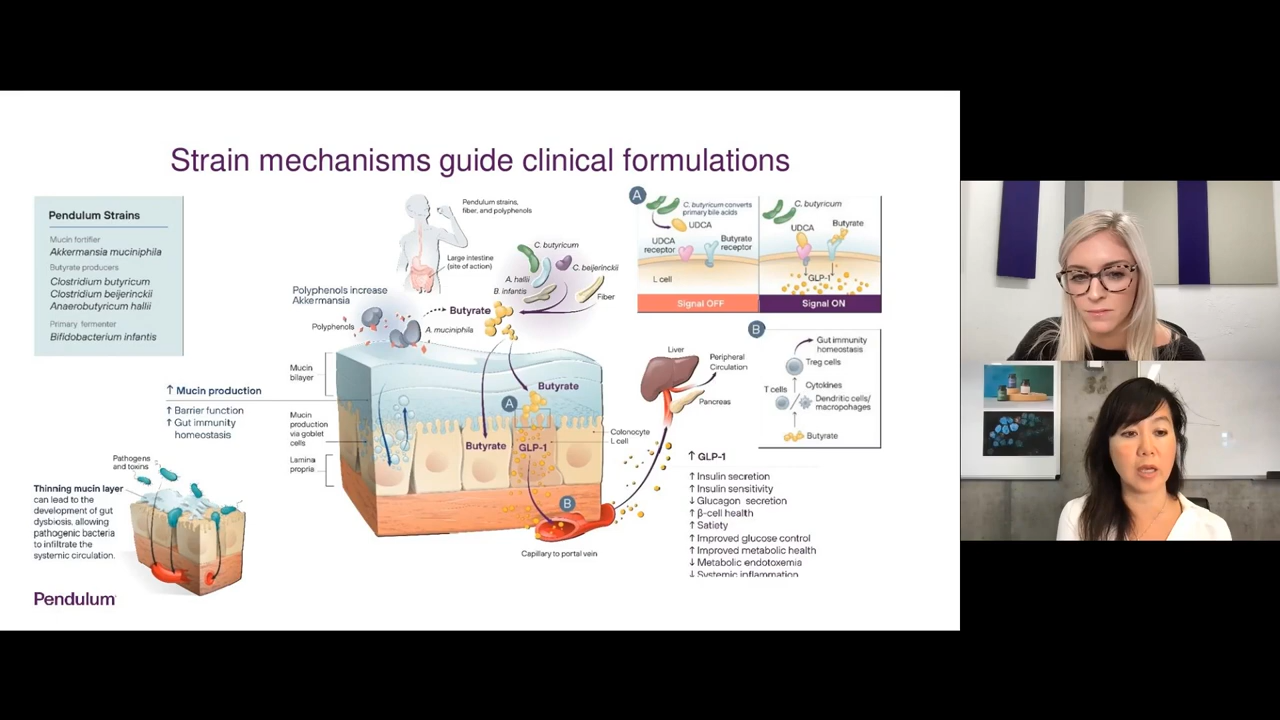 Strain mechanisms guide clinical formulations
Pendulum Strains
Mucin fortifier
Akkermansia muciniphila
Butyrate producers
Clostridium butyricum
Clostridium beijerinckii
Anaerobutyricum hallii
Primary fermenter
Bifidobacterium infantis
↑ Mucin production
↑ Barrier function
↑ Gut immunity
homeostasis
Pathogens
and toxins
Thinning mucin layer
can lead to the
development of gut
dysbiosis, allowing
pathogenic bacteria
to infiltrate the
systemic circulation.
Pendulum
Pendulum strains,
fiber, and polyphenols
Large intestine
(site of action)
Polyphenols increase
Akkermansia
Polyphenols
A. muciniphila
Butyrate
C. butyricum
A. hallii
C. beijerinckii
B. infantis
Fiber
Mucin
bilayer
Mucin
production
via goblet
cells
Lamina
propria
Butyrate
A
Butyrate
GLP-1
Colonocyte
L cell
B
Capillary to portal vein
Liver
Peripheral
Circulation
Pancreas
A
C. butyricum converts
primary bile acids
UDCA
UDCA
receptor
Butyrate
receptor
L cell
Signal OFF
C. butyricum
Butyrate
UDCA
GLP-1
Signal ON
B
Gut immunity
homeostasis
Treg cells
T cells
Cytokines
Dendritic cells/
macropohages
Butyrate
↑ GLP-1
↑ Insulin secretion
↑ Insulin sensitivity
↓ Glucagon secretion
↑ β-cell health
↑ Satiety
↑ Improved glucose control
↑ Improved metabolic health
↓ Metabolic endotoxemia
↓ Systemic inflammation